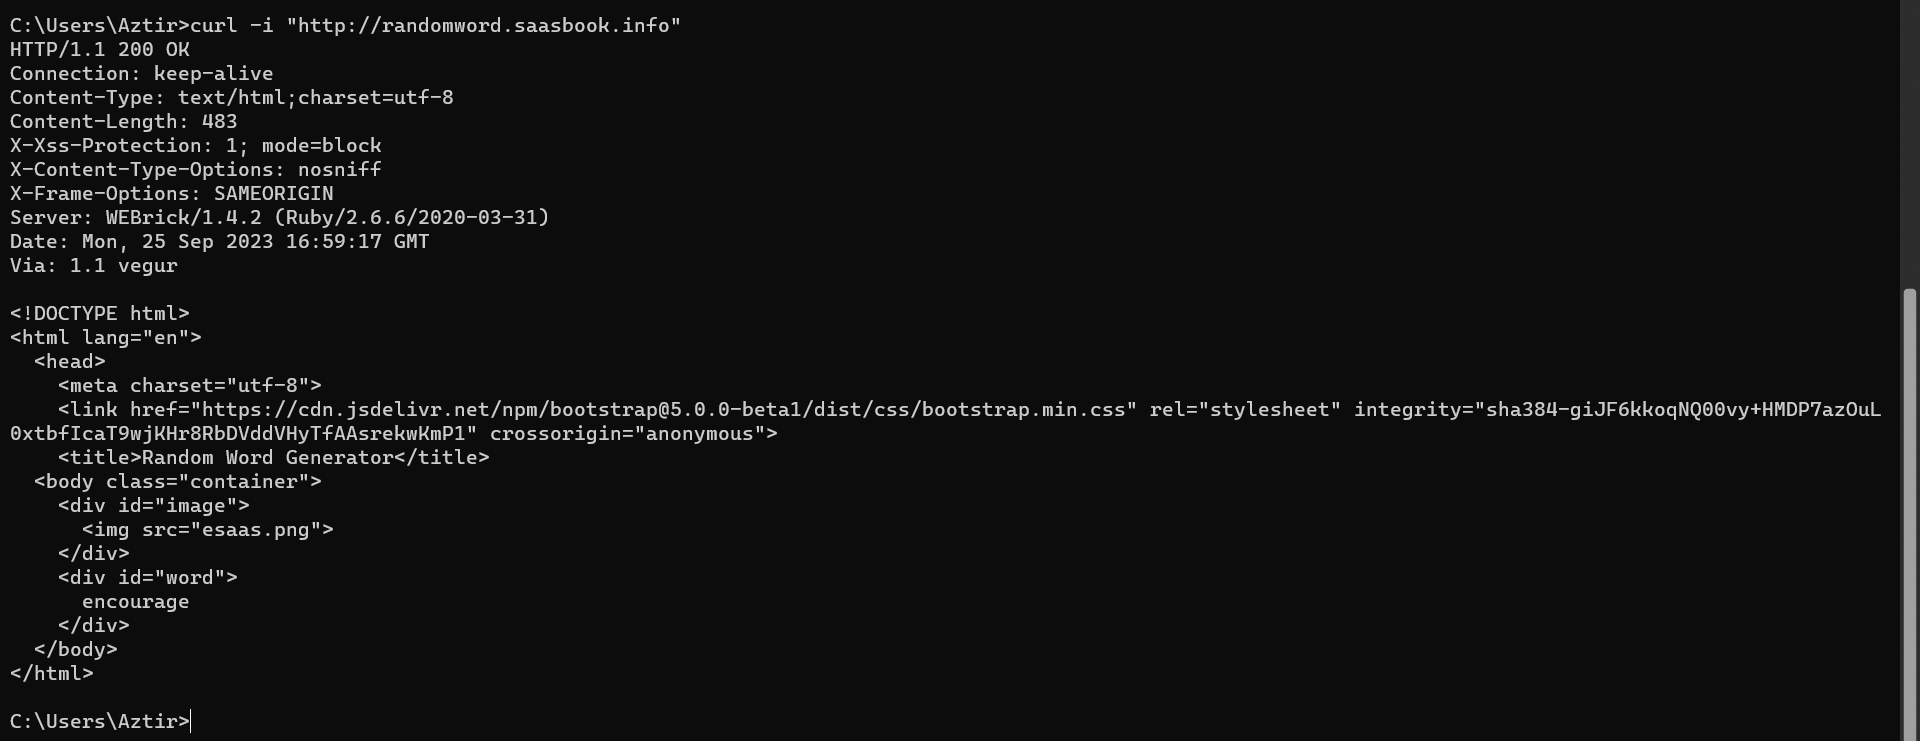 C:\Users\Aztir>curl -i "http://randomword.saasbook.info"
HTTP/1.1 200 OK
Connection: keep-alive
Content-Type: text/html;charset=utf-8
Content-Length: 483
X-Xss-Protection: 1; mode=block
X-Content-Type-Options: nosniff
X-Frame-Options: SAMEORIGIN
Server: WEBrick/1.4.2 (Ruby/2.6.6/2020-03-31)
Date: Mon, 25 Sep 2023 16:59:17 GMT
Via: 1.1 vegur

<!DOCTYPE html>
<html lang="en">
  <head>
    <meta charset="utf-8">
    <link href="https://cdn.jsdelivr.net/npm/bootstrap@5.0.0-beta1/dist/css/bootstrap.min.css" rel="stylesheet" integrity="sha384-giJF6kkoqNQ00vy+HMDP7azOuL
0xtbfIcaT9wjKHr8RbDVddVHyTfAAsrekwKmP1" crossorigin="anonymous">
    <title>Random Word Generator</title>
  <body class="container">
    <div id="image">
      <img src="esaas.png">
    </div>
    <div id="word">
      encourage
    </div>
  </body>
</html>

C:\Users\Aztir>